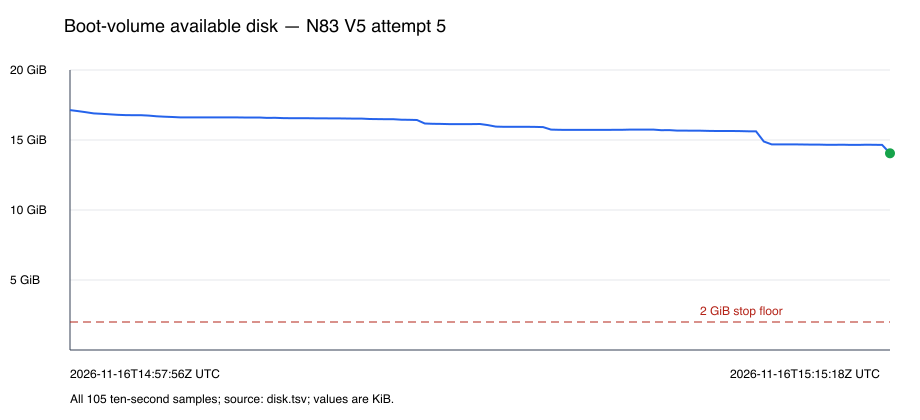 Boot-volume available disk — N83 V5 attempt 5
20 GiB
15 GiB
10 GiB
5 GiB
2 GiB stop floor
2026-11-16T14:57:56Z UTC
2026-11-16T15:15:18Z UTC
All 105 ten-second samples; source: disk.tsv; values are KiB.